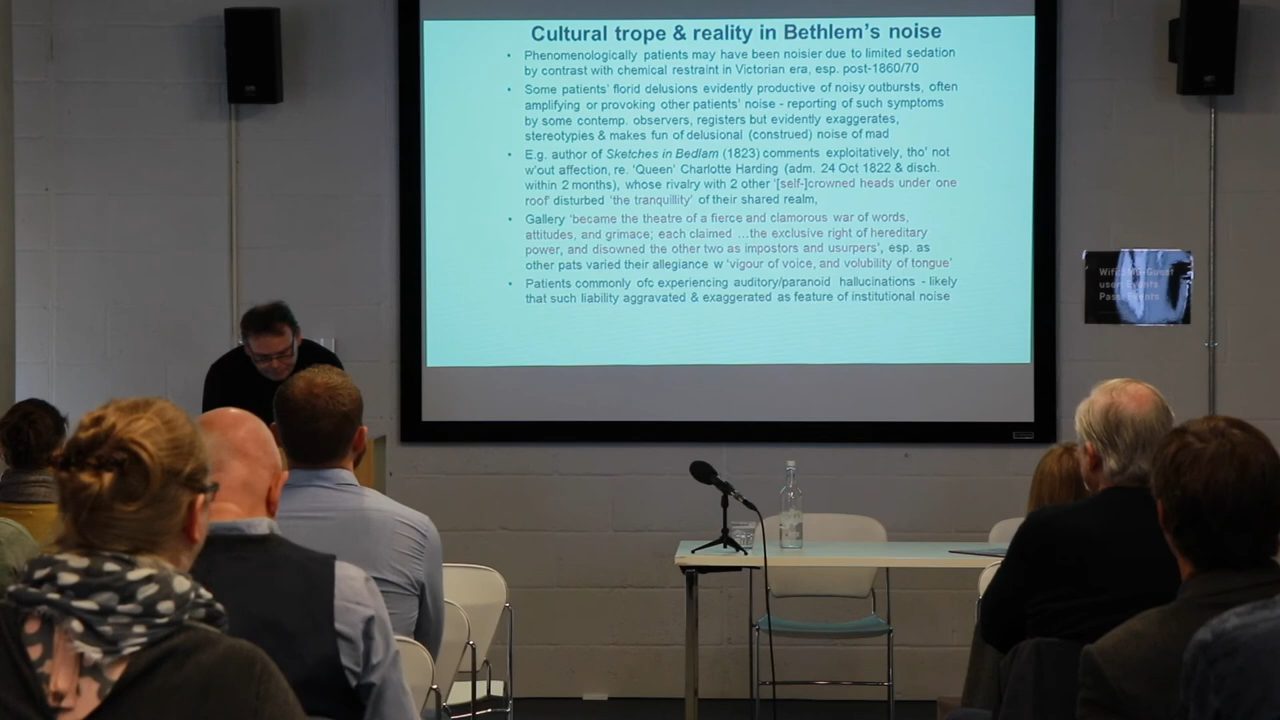 Cultural trope & reality in Bethlem's noise
• Phenomenologically patients may have been noisier due to limited sedation
by contrast with chemical restraint in Victorian era, esp. post-1860/70
• Some patients' florid delusions evidently productive of noisy outbursts, often
amplifying or provoking other patients' noise - reporting of such symptoms
by some contemp. observers, registers but evidently exaggerates,
stereotypies & makes fun of delusional (construed) noise of mad
• E.g. author of Sketches in Bedlam (1823) comments exploitatively, tho' not
w'out affection, re. 'Queen' Charlotte Harding (adm. 24 Oct 1822 & disch.
within 2 months), whose rivalry with 2 other '[self-]crowned heads under one
roof' disturbed 'the tranquillity' of their shared realm,
• Gallery 'became the theatre of a fierce and clamorous war of words,
attitudes, and grimace; each claimed ...the exclusive right of hereditary
power, and disowned the other two as impostors and usurpers', esp. as
other pats varied their allegiance w 'vigour of voice, and volubility of tongue'
• Patients commonly ofc experiencing auditory/paranoid hallucinations - likely
that such liability aggravated & exaggerated as feature of institutional noise